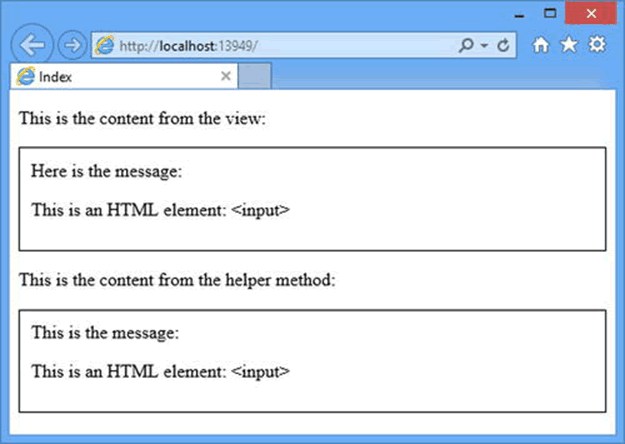 http://localhost:13949/
Index
This is the content from the view:
Here is the message:
This is an HTML element: <input>
This is the content from the helper method:
This is the message:
This is an HTML element: <input>